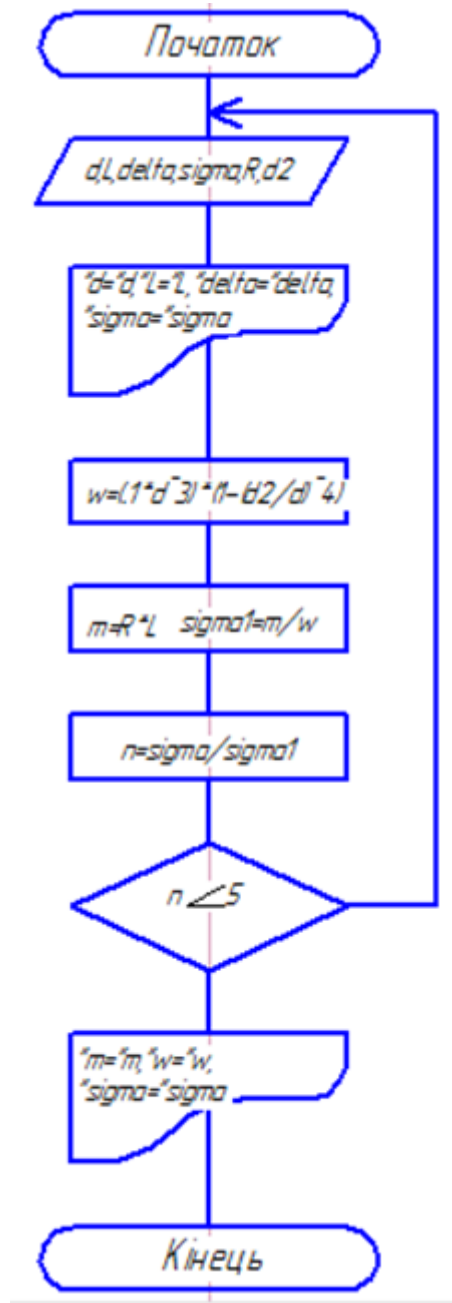 Початок
d,L,delta,sigma,R,d2
"d="d,"L="L,"delta="delta,
"sigma="sigma
w=(.1*d^3)*(1-(d2/d)^4)
m=R*L sigma1=m/w
n=sigma/sigma1
n∠5
"m="m,"w="w,
"sigma="sigma
Кінець